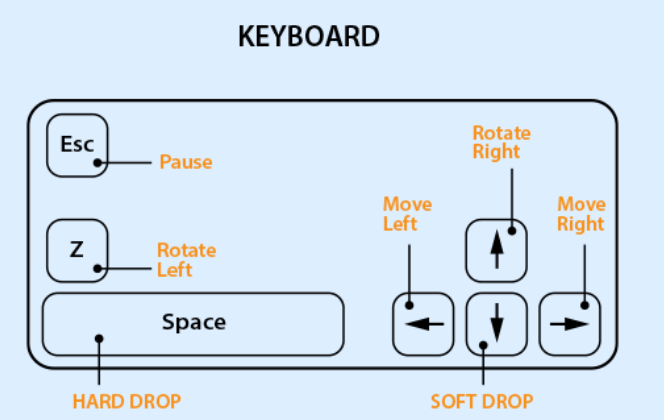 KEYBOARD
Esc
Pause
Rotate
Right
Move
Left
Move
Right
Z
Rotate
Left
Space
HARD DROP
SOFT DROP